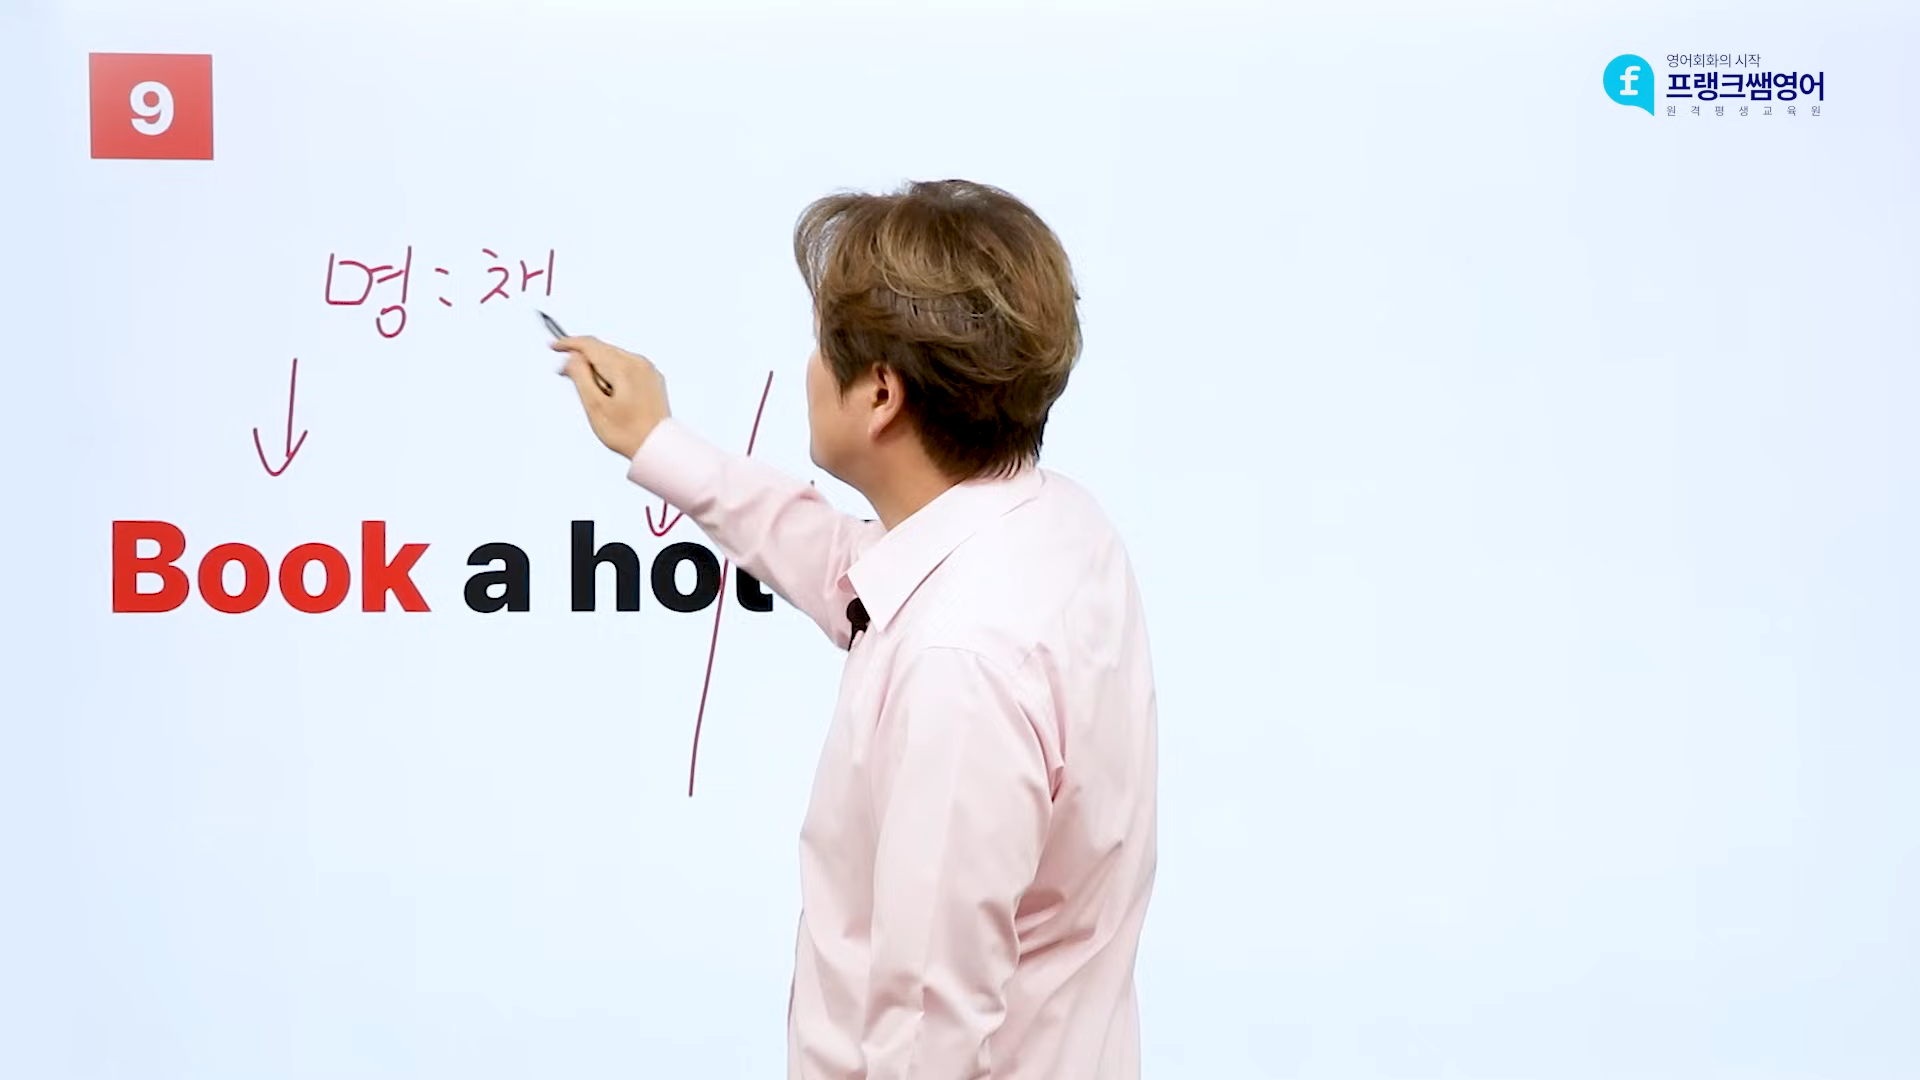 9
영어회화의 시작
프랭크쌤영어
원격평생교육원
명: 채
Book a hot